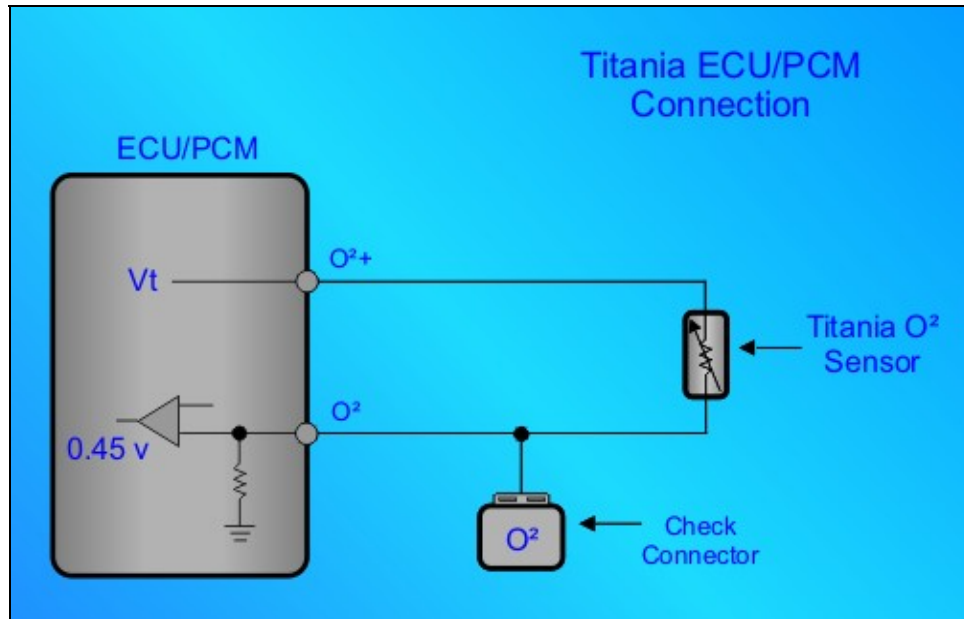 Titania ECU/PCM
Connection
ECU/PCM
Vt
O²+
Titania O²
Sensor
O²
0.45 v
O²
Check
Connector